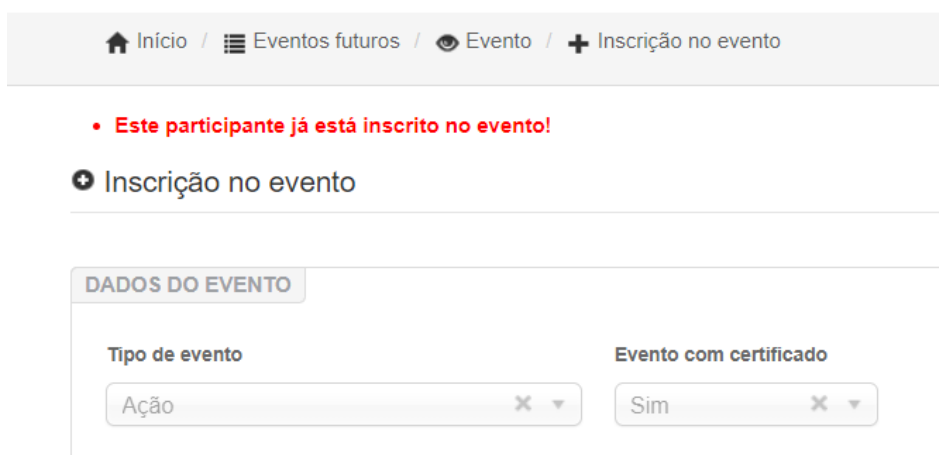 Início / Eventos futuros / Evento / Inscrição no evento
Este participante já está inscrito no evento!
Inscrição no evento
DADOS DO EVENTO
Tipo de evento Evento com certificado
Ação Sim